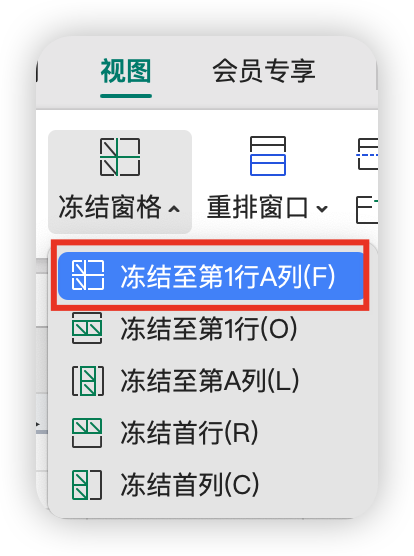 视图 会员专享
冻结窗格 重排窗口
冻结至第1行A列(F)
冻结至第1行(O)
冻结至第A列(L)
冻结首行(R)
冻结首列(C)